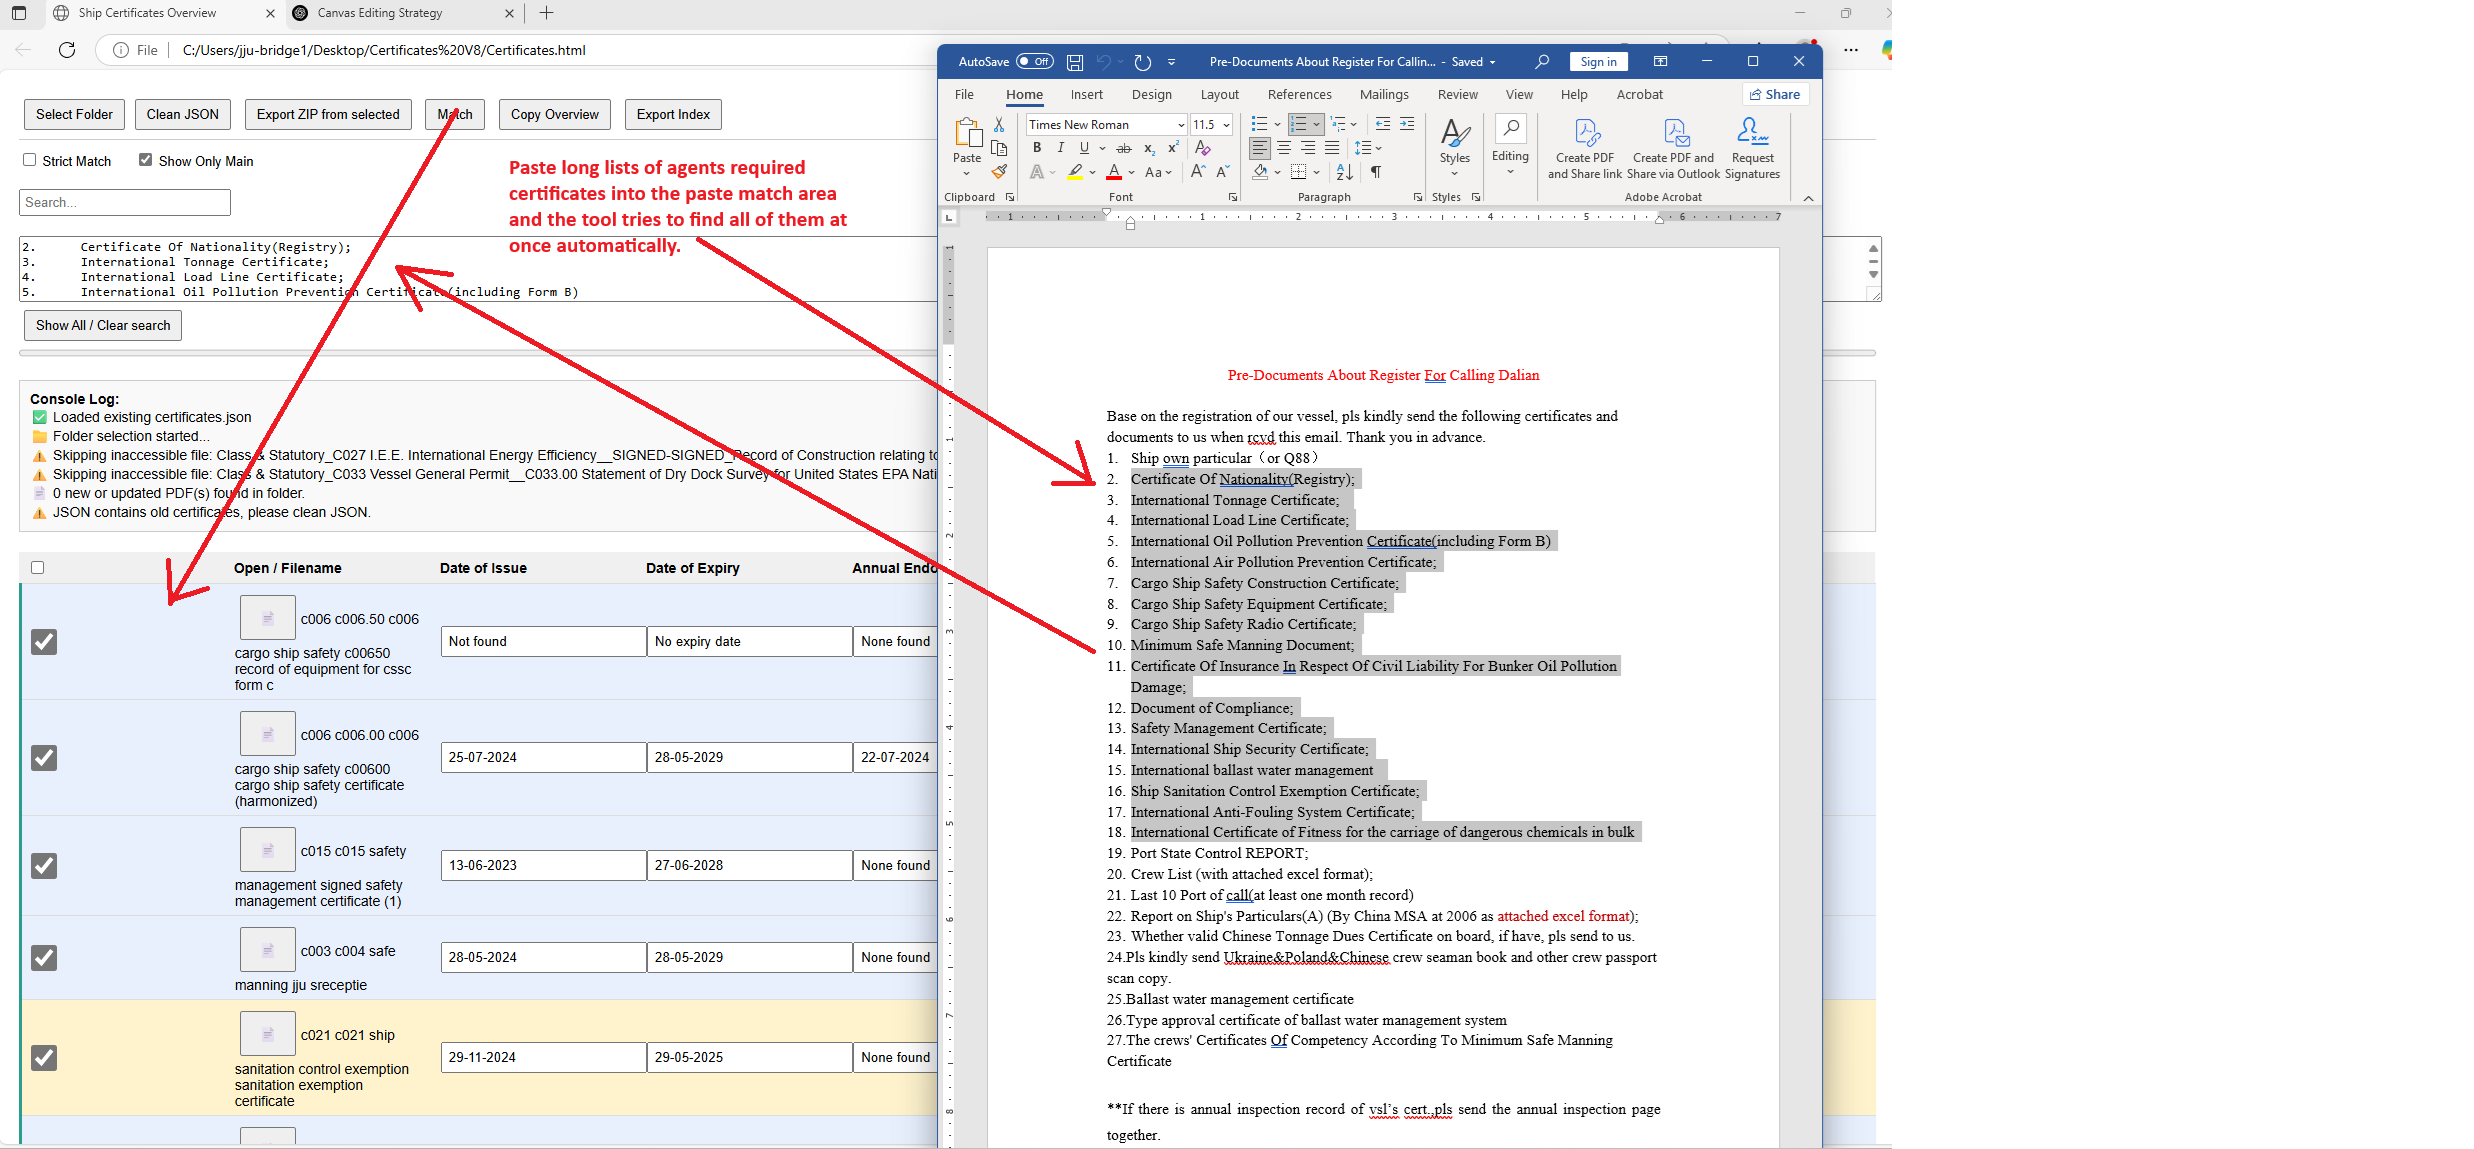 Ship Certificates Overview
Canvas Editing Strategy
File
C:/Users/jju-bridge1/Desktop/Certificates%20V8/Certificates.html
Select Folder
Clean JSON
Export ZIP from selected
Match
Copy Overview
Export Index
Strict Match
Show Only Main
Search...
Paste long lists of agents required
certificates into the paste match area
and the tool tries to find all of them at
once automatically.
2. Certificate Of Nationality(Registry);
3. International Tonnage Certificate;
4. International Load Line Certificate;
5. International Oil Pollution Prevention Certificate(including Form B)
Show All / Clear search
Console Log:
Loaded existing certificates.json
Folder selection started...
Skipping inaccessible file: Class & Statutory_C027 I.E.E. International Energy Efficiency__SIGNED-SIGNED_Record of Construction relating to
Skipping inaccessible file: Class & Statutory_C033 Vessel General Permit__C033.00 Statement of Dry Dock Survey for United States EPA Nati
0 new or updated PDF(s) found in folder.
JSON contains old certificates, please clean JSON.
Open / Filename
Date of Issue
Date of Expiry
Annual Endo
c006 c006.50 c006
cargo ship safety c00650
record of equipment for cssc
form c
Not found
No expiry date
None found
c006 c006.00 c006
cargo ship safety c00600
cargo ship safety certificate
(harmonized)
25-07-2024
28-05-2029
22-07-2024
c015 c015 safety
management signed safety
management certificate (1)
13-06-2023
27-06-2028
None found
c003 c004 safe
manning jju sreceptie
28-05-2024
28-05-2029
None found
c021 c021 ship
sanitation control exemption
sanitation exemption
certificate
29-11-2024
29-05-2025
None found
AutoSave
Off
Pre-Documents About Register For Callin... - Saved
Sign in
File
Home
Insert
Design
Layout
References
Mailings
Review
View
Help
Acrobat
Share
Paste
Clipboard
Times New Roman
11.5
B I U ab x₂ x²
A Aa A A
Font
Paragraph
Styles
Styles
Editing
Create PDF
and Share link
Create PDF and
Share via Outlook
Request
Signatures
Adobe Acrobat
1 1 2 3 4 5 6 7
Pre-Documents About Register For Calling Dalian
Base on the registration of our vessel, pls kindly send the following certificates and
documents to us when rcvd this email. Thank you in advance.
1. Ship own particular（or Q88）
2. Certificate Of Nationality(Registry);
3. International Tonnage Certificate;
4. International Load Line Certificate;
5. International Oil Pollution Prevention Certificate(including Form B)
6. International Air Pollution Prevention Certificate;
7. Cargo Ship Safety Construction Certificate;
8. Cargo Ship Safety Equipment Certificate;
9. Cargo Ship Safety Radio Certificate;
10. Minimum Safe Manning Document;
11. Certificate Of Insurance In Respect Of Civil Liability For Bunker Oil Pollution
Damage;
12. Document of Compliance;
13. Safety Management Certificate;
14. International Ship Security Certificate;
15. International ballast water management
16. Ship Sanitation Control Exemption Certificate;
17. International Anti-Fouling System Certificate;
18. International Certificate of Fitness for the carriage of dangerous chemicals in bulk
19. Port State Control REPORT;
20. Crew List (with attached excel format);
21. Last 10 Port of call(at least one month record)
22. Report on Ship's Particulars(A) (By China MSA at 2006 as attached excel format);
23. Whether valid Chinese Tonnage Dues Certificate on board, if have, pls send to us.
24.Pls kindly send Ukraine&Poland&Chinese crew seaman book and other crew passport
scan copy.
25.Ballast water management certificate
26.Type approval certificate of ballast water management system
27.The crews' Certificates Of Competency According To Minimum Safe Manning
Certificate
**If there is annual inspection record of vsl's cert.,pls send the annual inspection page
together.